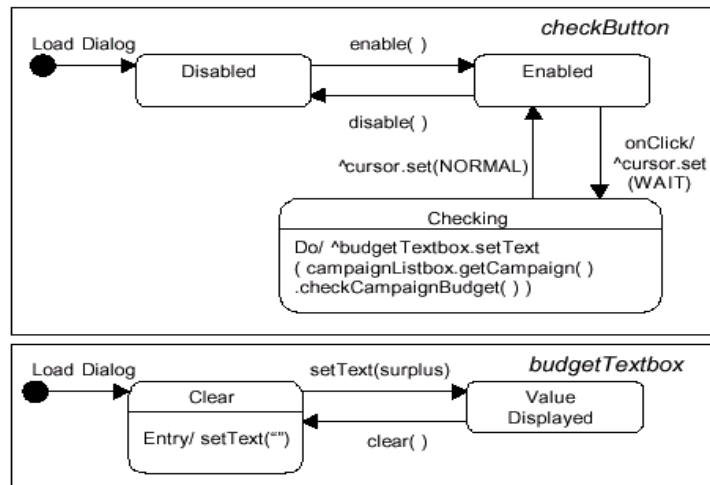 checkButton
Load Dialog
enable( )
Disabled
Enabled
disable( )
^cursor.set(NORMAL)
onClick/
^cursor.set
(WAIT)
Checking
Do/ ^budgetTextbox.setText
( campaignListbox.getCampaign( )
.checkCampaignBudget( ) )
budgetTextbox
Load Dialog
setText(surplus)
Clear
Value
Displayed
Entry/ setText(“”)
clear( )